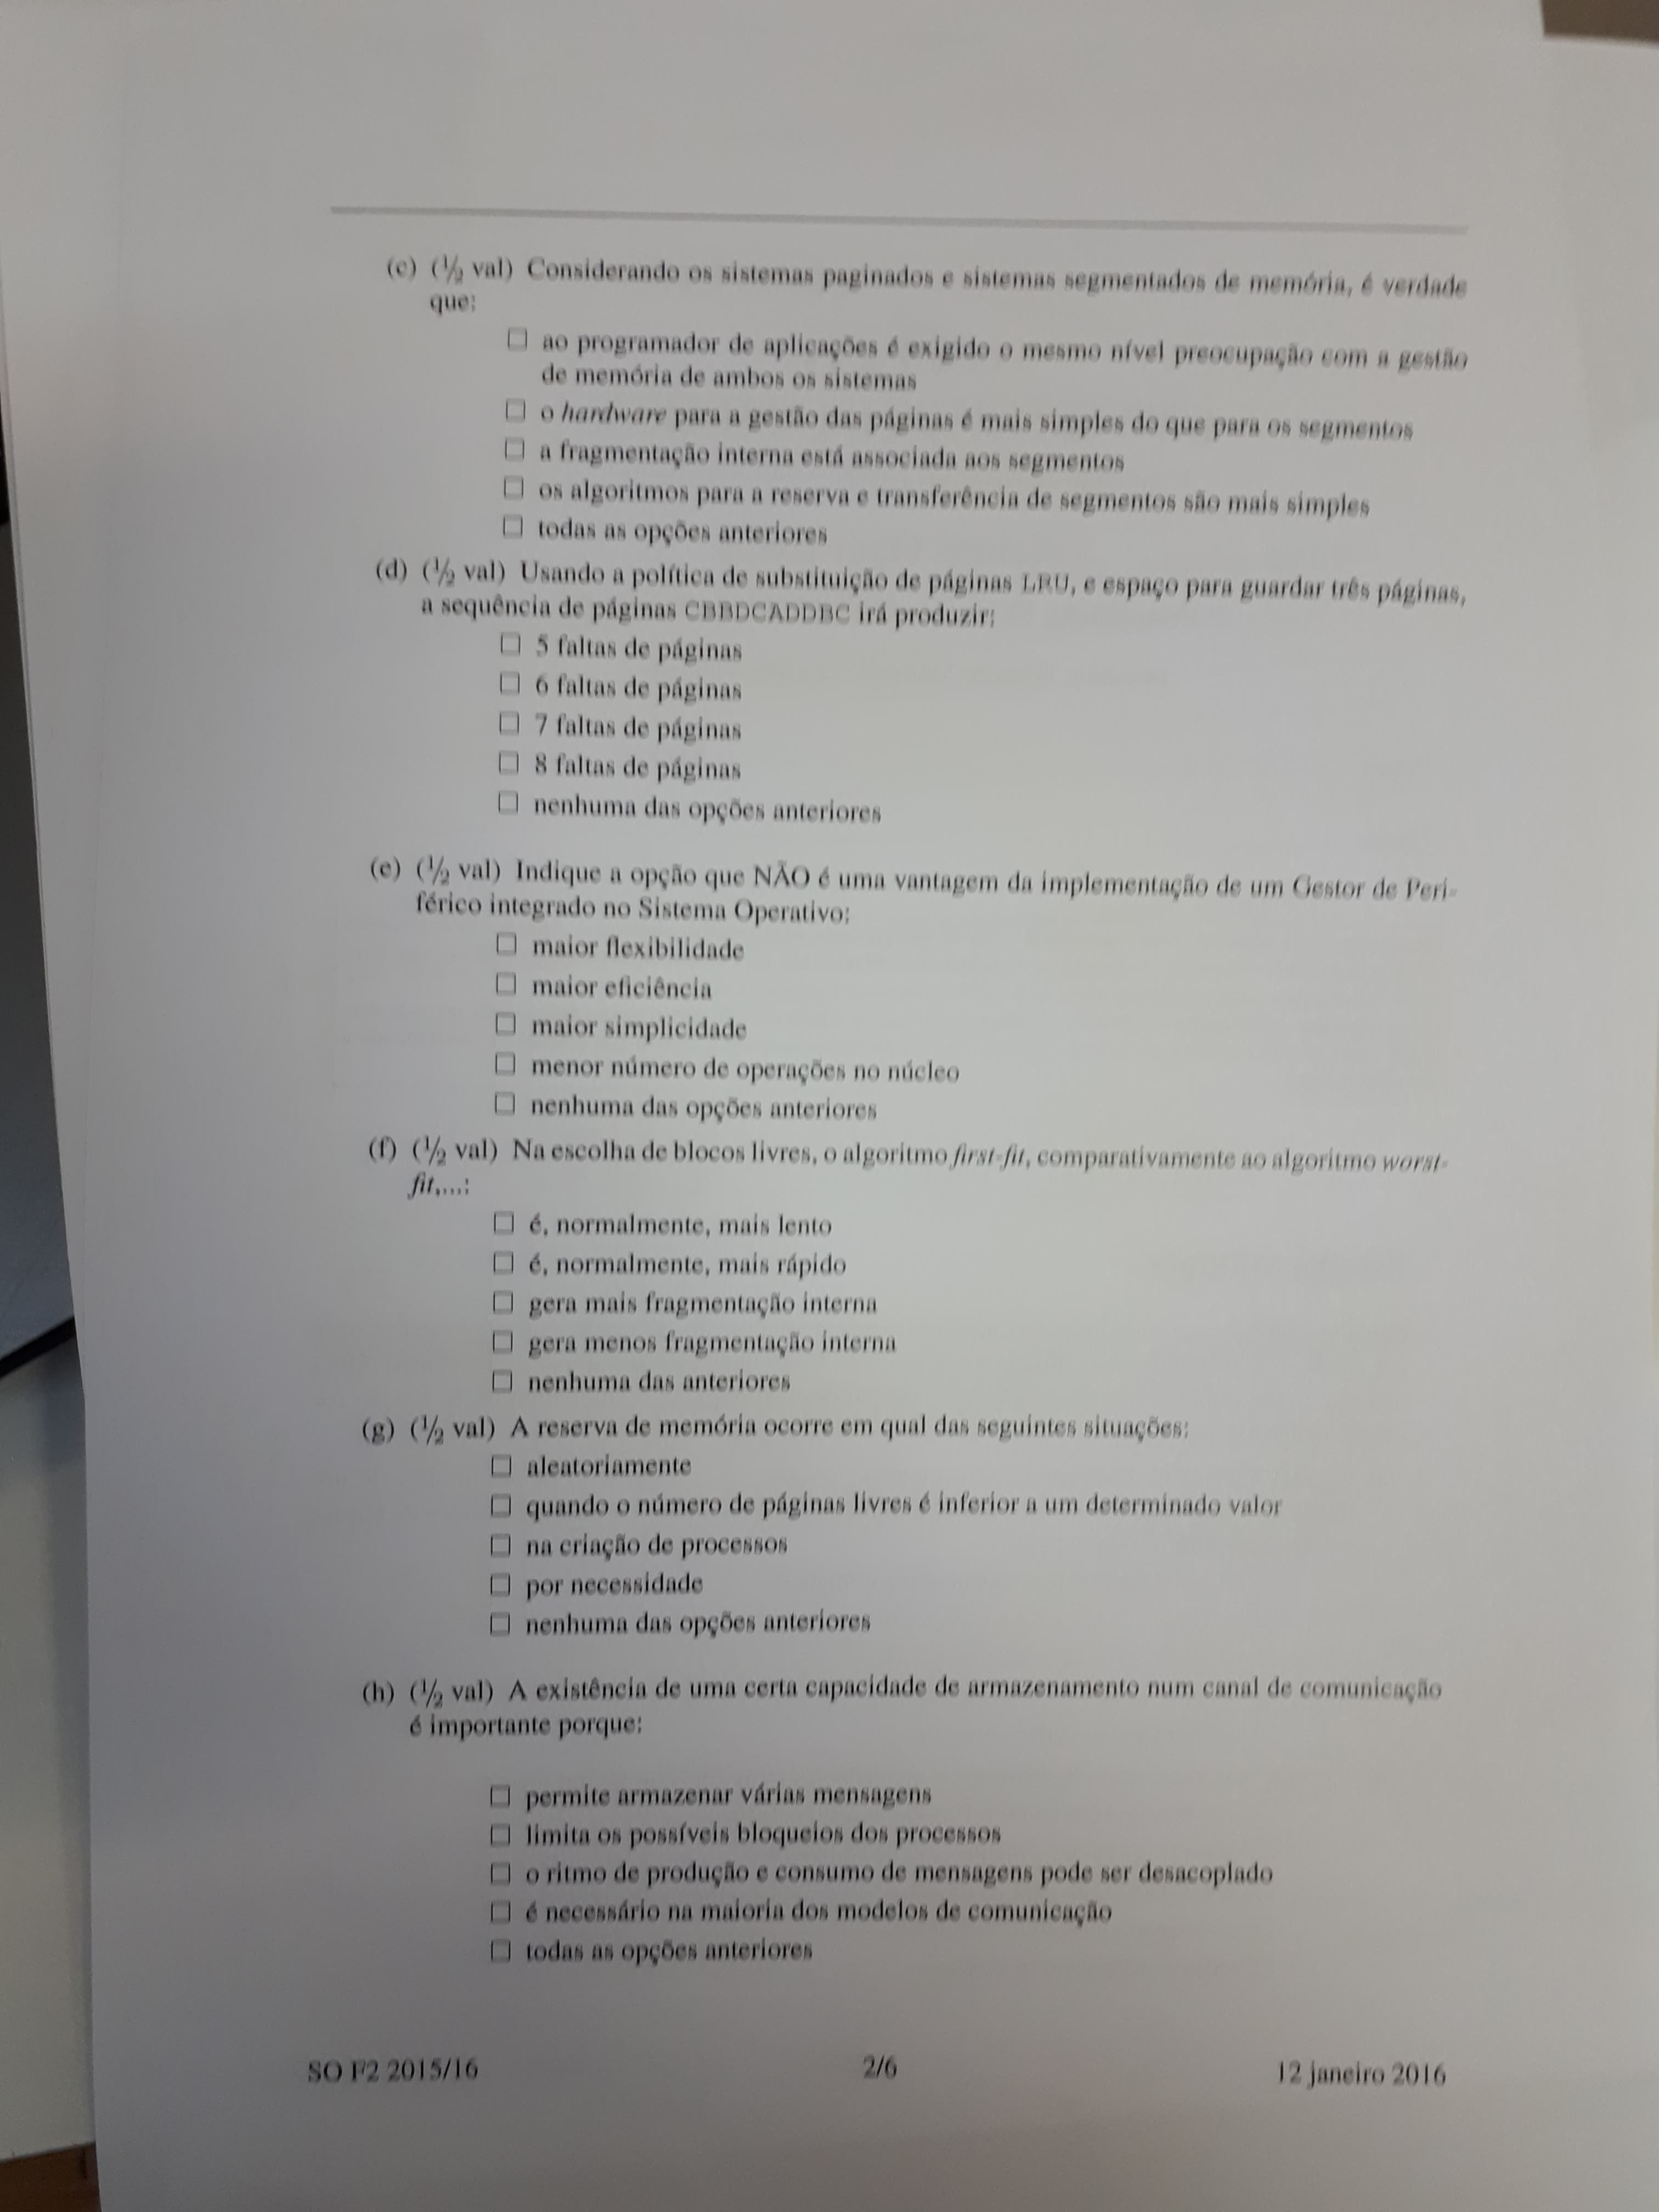 (c) (1/2 val) Considerando os sistemas paginados e sistemas segmentados de memória, é verdade
que:
☐ ao programador de aplicações é exigido o mesmo nível preocupação com a gestão
de memória de ambos os sistemas
☐ o hardware para a gestão das páginas é mais simples do que para os segmentos
☐ a fragmentação interna está associada aos segmentos
☐ os algoritmos para a reserva e transferência de segmentos são mais simples
☐ todas as opções anteriores
(d) (1/2 val) Usando a política de substituição de páginas LRU, e espaço para guardar três páginas,
a sequência de páginas CBBDCADDBC irá produzir:
☐ 5 faltas de páginas
☐ 6 faltas de páginas
☐ 7 faltas de páginas
☐ 8 faltas de páginas
☐ nenhuma das opções anteriores
(e) (1/2 val) Indique a opção que NÃO é uma vantagem da implementação de um Gestor de Peri-
férico integrado no Sistema Operativo:
☐ maior flexibilidade
☐ maior eficiência
☐ maior simplicidade
☐ menor número de operações no núcleo
☐ nenhuma das opções anteriores
(f) (1/2 val) Na escolha de blocos livres, o algoritmo first-fit, comparativamente ao algoritmo worst-
fit,...:
☐ é, normalmente, mais lento
☐ é, normalmente, mais rápido
☐ gera mais fragmentação interna
☐ gera menos fragmentação interna
☐ nenhuma das anteriores
(g) (1/2 val) A reserva de memória ocorre em qual das seguintes situações:
☐ aleatoriamente
☐ quando o número de páginas livres é inferior a um determinado valor
☐ na criação de processos
☐ por necessidade
☐ nenhuma das opções anteriores
(h) (1/2 val) A existência de uma certa capacidade de armazenamento num canal de comunicação
é importante porque:
☐ permite armazenar várias mensagens
☐ limita os possíveis bloqueios dos processos
☐ o ritmo de produção e consumo de mensagens pode ser desacoplado
☐ é necessário na maioria dos modelos de comunicação
☐ todas as opções anteriores
SO F2 2015/16
2/6
12 janeiro 2016